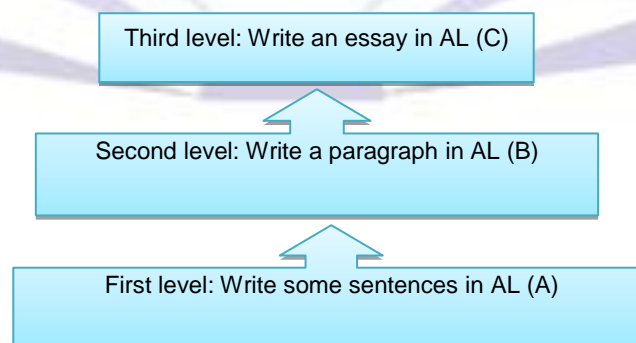 Third level: Write an essay in AL (C)
Second level: Write a paragraph in AL (B)
First level: Write some sentences in AL (A)